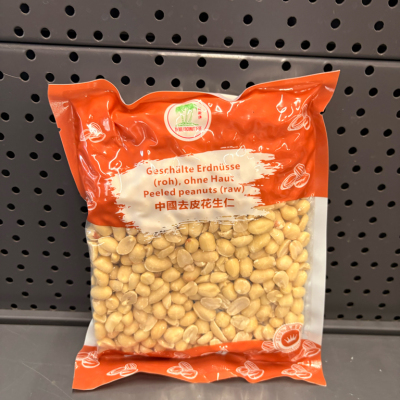 Geschälte Erdnüsse
(roh), ohne Haut
Peeled peanuts (raw)
中國去皮花生仁